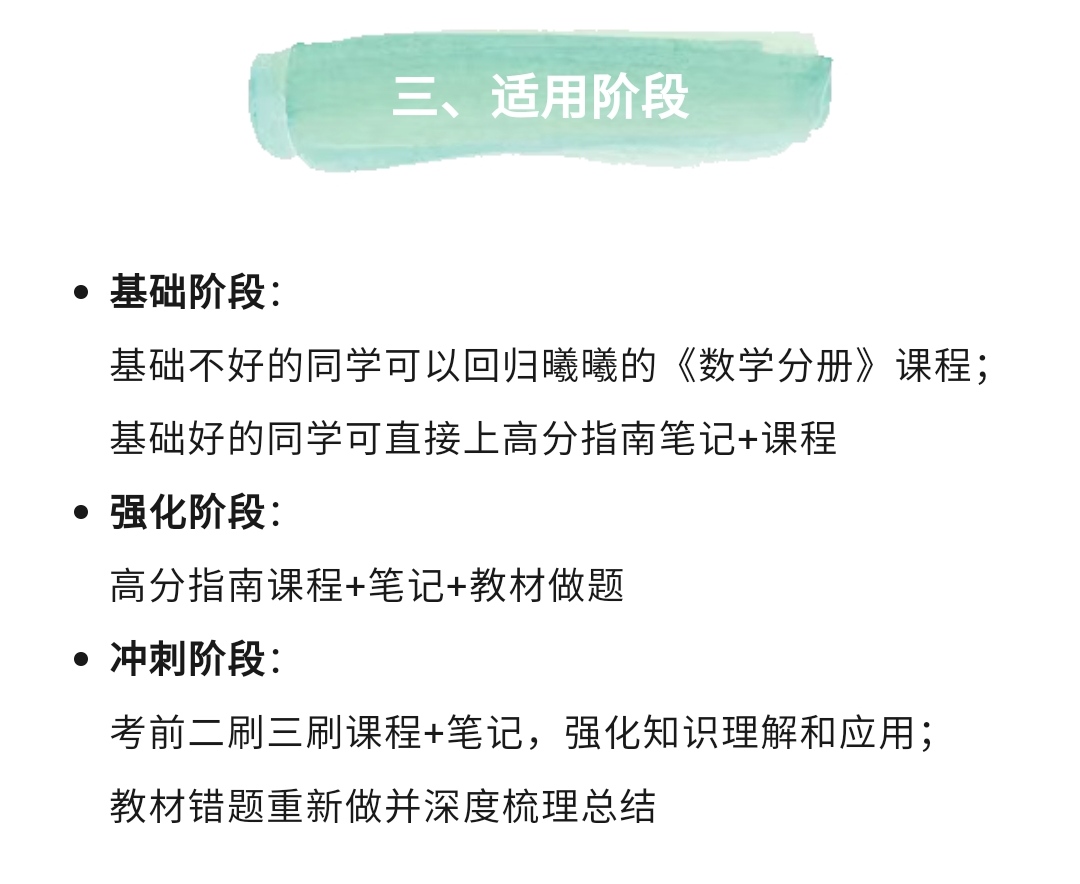 三、适用阶段
• 基础阶段：
基础不好的同学可以回归曦曦的《数学分册》课程；
基础好的同学可直接上高分指南笔记+课程
• 强化阶段：
高分指南课程+笔记+教材做题
• 冲刺阶段：
考前二刷三刷课程+笔记，强化知识理解和应用；
教材错题重新做并深度梳理总结